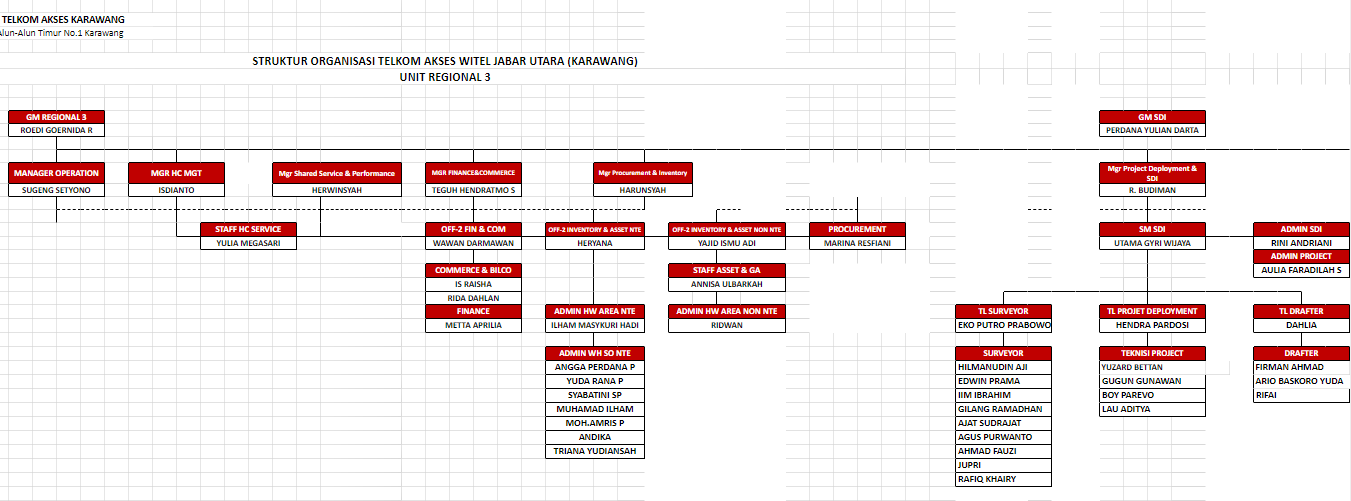 TELKOM AKSES KARAWANG
Alun-Alun Timur No.1 Karawang
STRUKTUR ORGANISASI TELKOM AKSES WITEL JABAR UTARA (KARAWANG)
UNIT REGIONAL 3
GM REGIONAL 3
ROEDI GOERNIDA R
GM SDI
PERDANA YULIAN DARTA
MANAGER OPERATION
SUGENG SETYONO
MGR HC MGT
ISDIANTO
Mgr Shared Service & Performance
HERWINSYAH
MGR FINANCE&COMMERCE
TEGUH HENDRATMO S
Mgr Procurement & Inventory
HARUNSYAH
Mgr Project Deployment &
SDI
R. BUDIMAN
STAFF HC SERVICE
YULIA MEGASARI
OFF-2 FIN & COM
WAWAN DARMAWAN
OFF-2 INVENTORY & ASSET NTE
HERYANA
OFF-2 INVENTORY & ASSET NON NTE
YAJID ISMU ADI
PROCUREMENT
MARINA RESFIANI
SM SDI
UTAMA GYRI WIJAYA
ADMIN SDI
RINI ANDRIANI
ADMIN PROJECT
AULIA FARADILAH S
COMMERCE & BILCO
IS RAISHA
RIDA DAHLAN
FINANCE
METTA APRILIA
STAFF ASSET & GA
ANNISA ULBARKAH
ADMIN HW AREA NTE
ILHAM MASYKURI HADI
ADMIN HW AREA NON NTE
RIDWAN
TL SURVEYOR
EKO PUTRO PRABOWO
TL PROJET DEPLOYMENT
HENDRA PARDOSI
TL DRAFTER
DAHLIA
ADMIN WH SO NTE
ANGGA PERDANA P
YUDA RANA P
SYABATINI SP
MUHAMAD ILHAM
MOH.AMRIS P
ANDIKA
TRIANA YUDIANSAH
SURVEYOR
HILMANUDIN AJI
EDWIN PRAMA
IIM IBRAHIM
GILANG RAMADHAN
AJAT SUDRAJAT
AGUS PURWANTO
AHMAD FAUZI
JUPRI
RAFIQ KHAIRY
TEKNISI PROJECT
YUZARD BETTAN
GUGUN GUNAWAN
BOY PAREVO
LAU ADITYA
DRAFTER
FIRMAN AHMAD
ARIO BASKORO YUDA
RIFAI